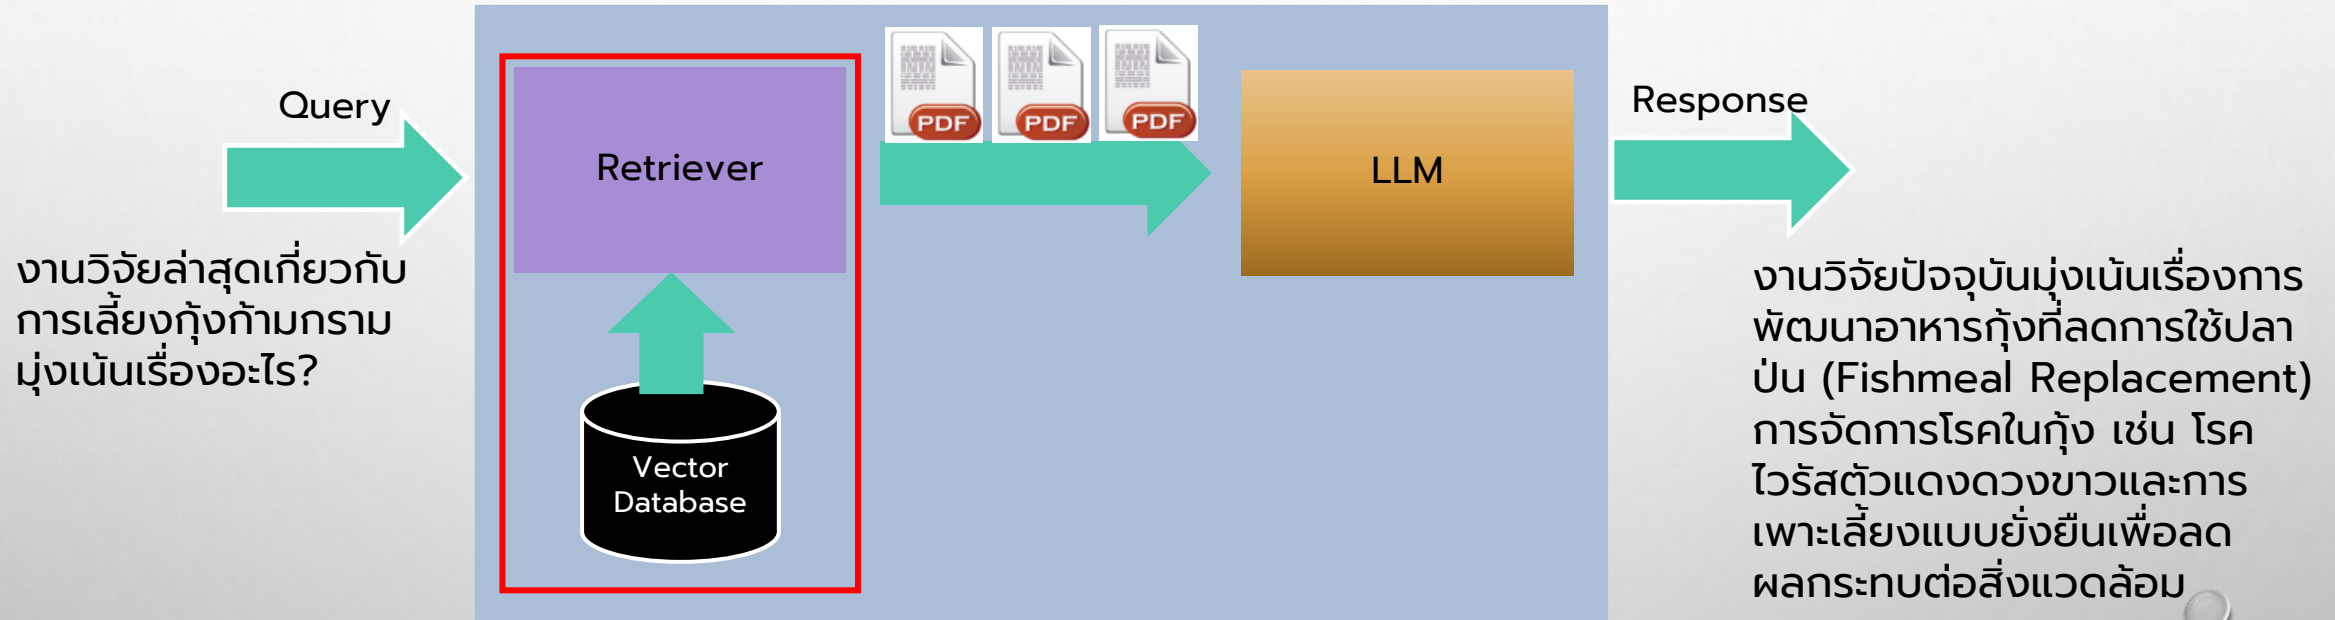 Query
งานวิจัยล่าสุดเกี่ยวกับ
การเลี้ยงกุ้งก้ามกราม
มุ่งเน้นเรื่องอะไร?
Retriever
Vector
Database
PDF
PDF
PDF
LLM
Response
งานวิจัยปัจจุบันมุ่งเน้นเรื่องการ
พัฒนาอาหารกุ้งที่ลดการใช้ปลา
ป่น (Fishmeal Replacement)
การจัดการโรคในกุ้ง เช่น โรค
ไวรัสตัวแดงดวงขาวและการ
เพาะเลี้ยงแบบยั่งยืนเพื่อลด
ผลกระทบต่อสิ่งแวดล้อม